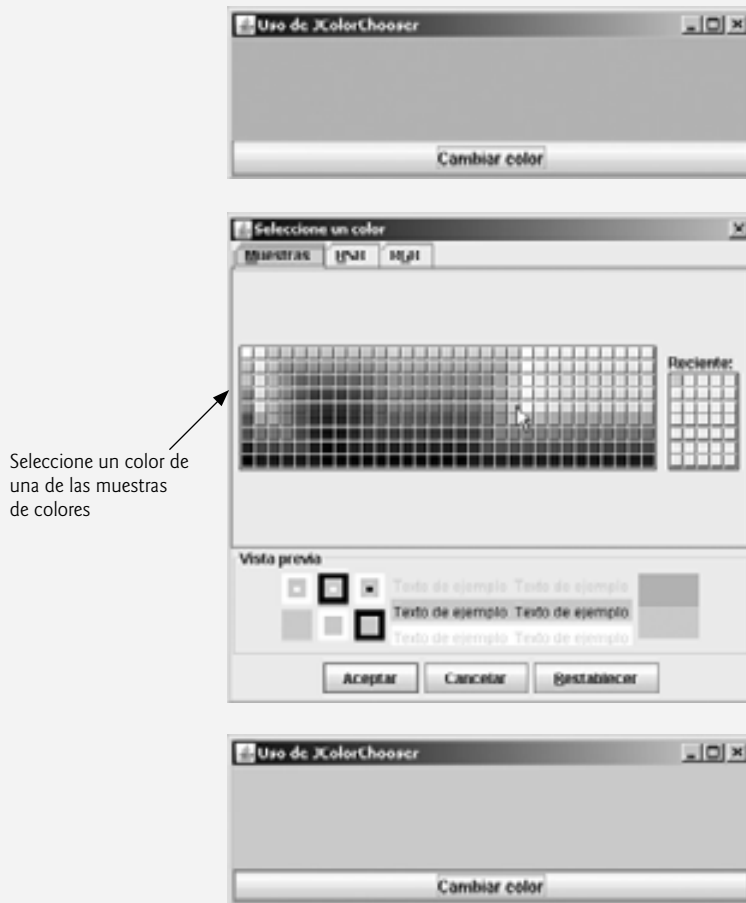 Uso de JColorChooser
Cambiar color
Seleccione un color
Muestras HSB RGB
Reciente:
Seleccione un color de
una de las muestras
de colores
Vista previa
Texto de ejemplo Texto de ejemplo
Texto de ejemplo Texto de ejemplo
Texto de ejemplo Texto de ejemplo
Aceptar Cancelar Restablecer
Uso de JColorChooser
Cambiar color